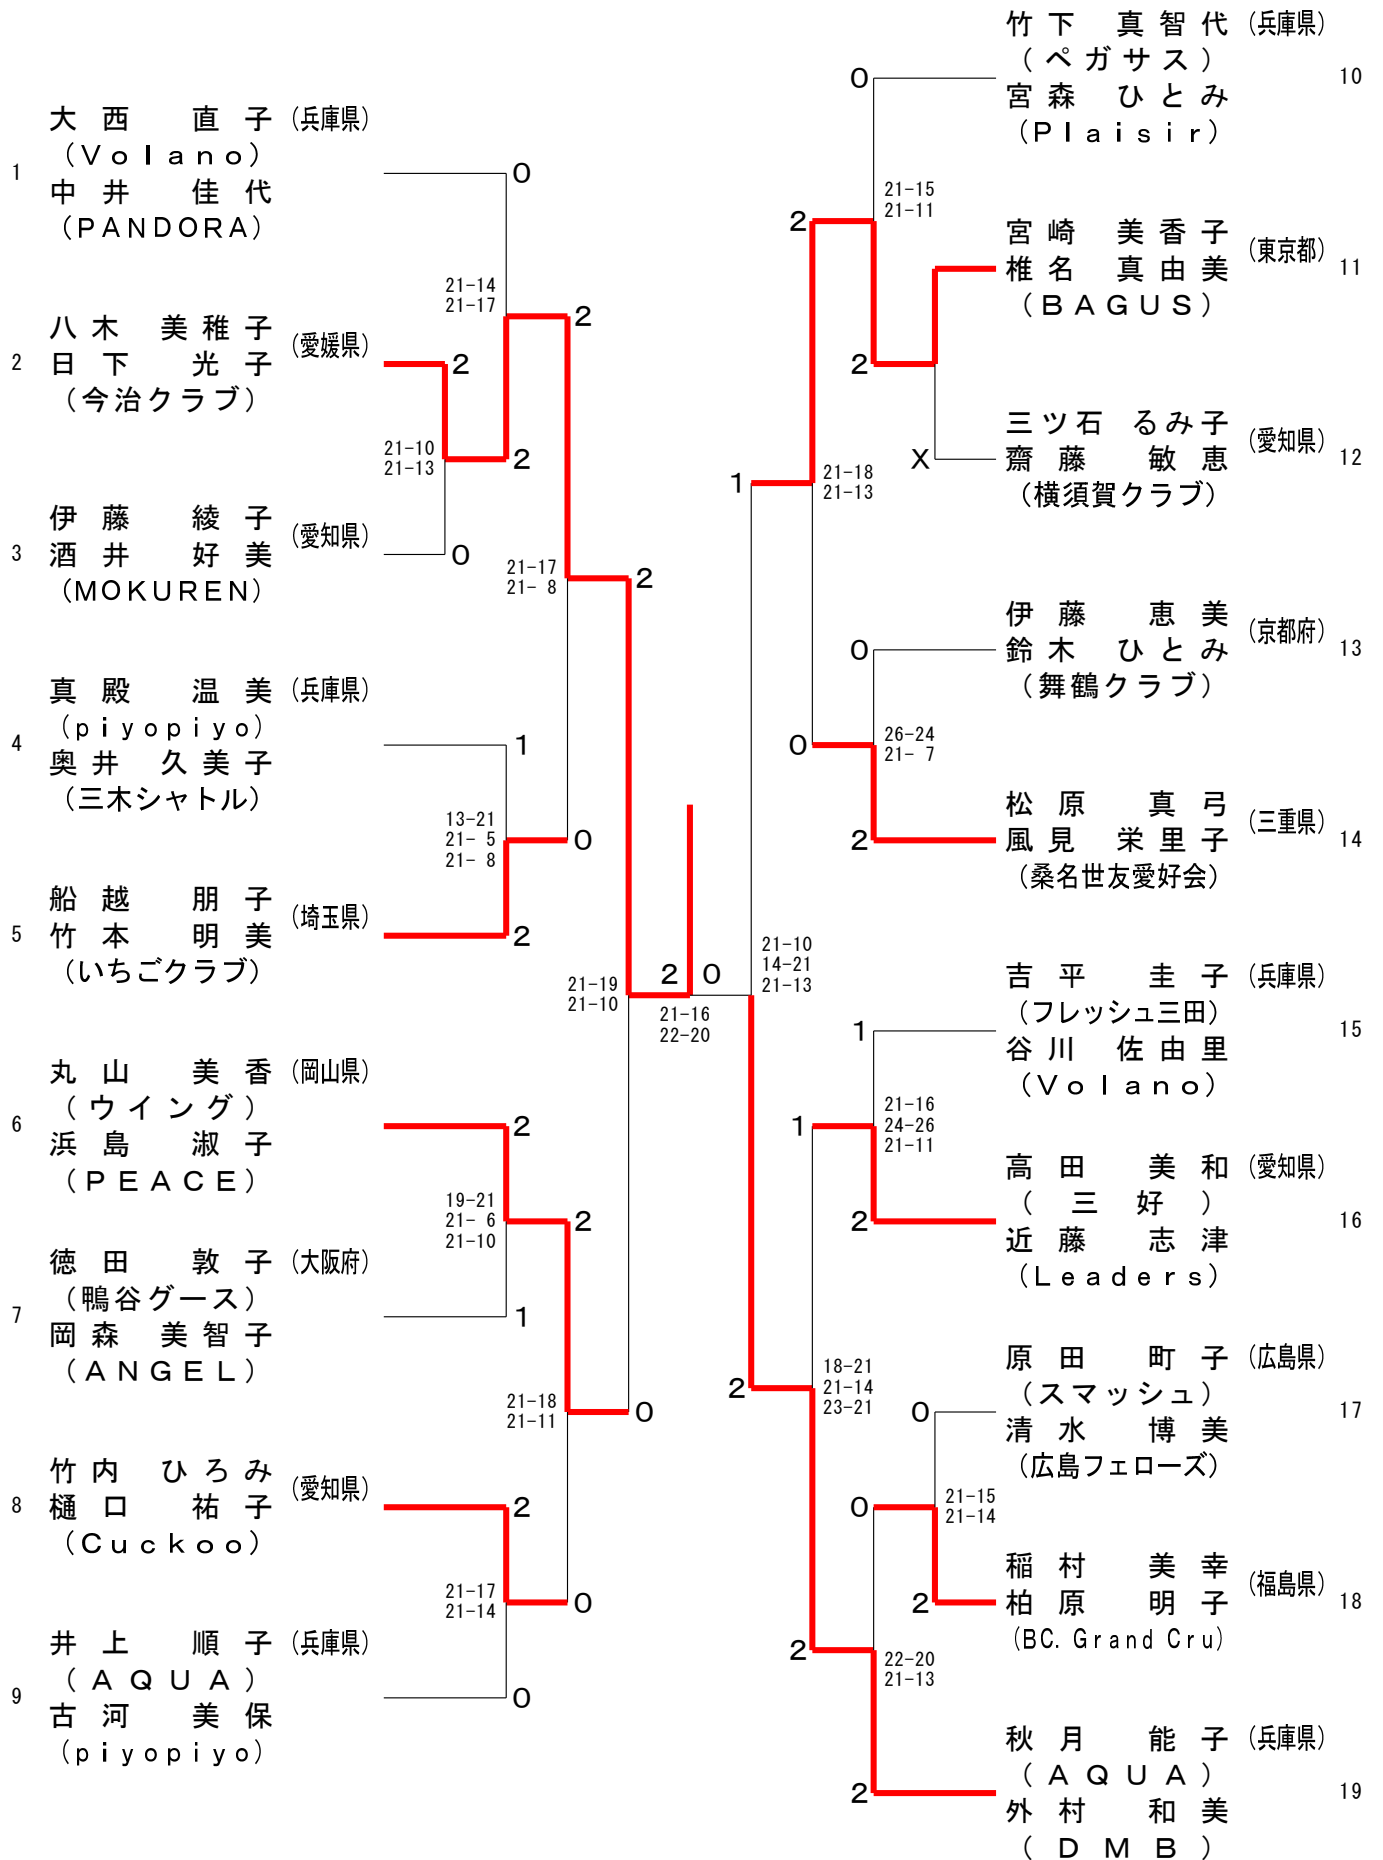 1
大西 直子 (兵庫県)
(Volano)
中井 佳代
(PANDORA)
0
21-14
21-17
2
2
八木 美稚子
日下 光子
(今治クラブ)
(愛媛県)
2
21-10
21-13
2
3
伊藤 綾子
酒井 好美
(MOKUREN)
(愛知県)
0
21-17
21- 8
2
4
真殿 温美 (兵庫県)
(piyopiyo)
奥井 久美子
(三木シャトル)
1
13-21
21- 5
21- 8
0
5
船越 朋子
竹本 明美
(いちごクラブ)
(埼玉県)
2
21-19
21-10
2
0
21-16
22-20
6
丸山 美香 (岡山県)
(ウイング)
浜島 淑子
(PEACE)
2
19-21
21- 6
21-10
2
7
徳田 敦子 (大阪府)
(鴨谷グース)
岡森 美智子
(ANGEL)
1
21-18
21-11
0
8
竹内 ひろみ
樋口 祐子
(Cuckoo)
(愛知県)
2
21-17
21-14
0
9
井上 順子 (兵庫県)
(AQUA)
古河 美保
(piyopiyo)
0
竹下 真智代 (兵庫県)
(ペガサス)
宮森 ひとみ
(Plaisir)
10
0
21-15
21-11
2
宮崎 美香子
椎名 真由美
(BAGUS)
(東京都)
11
2
三ツ石 るみ子
齋藤 敏恵
(横須賀クラブ)
(愛知県)
12
X
21-18
21-13
1
伊藤 恵美
鈴木 ひとみ
(舞鶴クラブ)
(京都府)
13
0
26-24
21- 7
0
松原 真弓
風見 栄里子
(桑名世友愛好会)
(三重県)
14
2
21-10
14-21
21-13
吉平 圭子 (兵庫県)
(フレッシュ三田)
谷川 佐由里
(Volano)
15
1
21-16
24-26
21-11
1
高田 美和 (愛知県)
(三好)
近藤 志津
(Leaders)
16
2
18-21
21-14
23-21
2
原田 町子 (広島県)
(スマッシュ)
清水 博美
(広島フェローズ)
17
0
21-15
21-14
0
稲村 美幸
柏原 明子
(BC. Grand Cru)
(福島県)
18
2
22-20
21-13
2
秋月 能子 (兵庫県)
(AQUA)
外村 和美
(DMB)
19
2